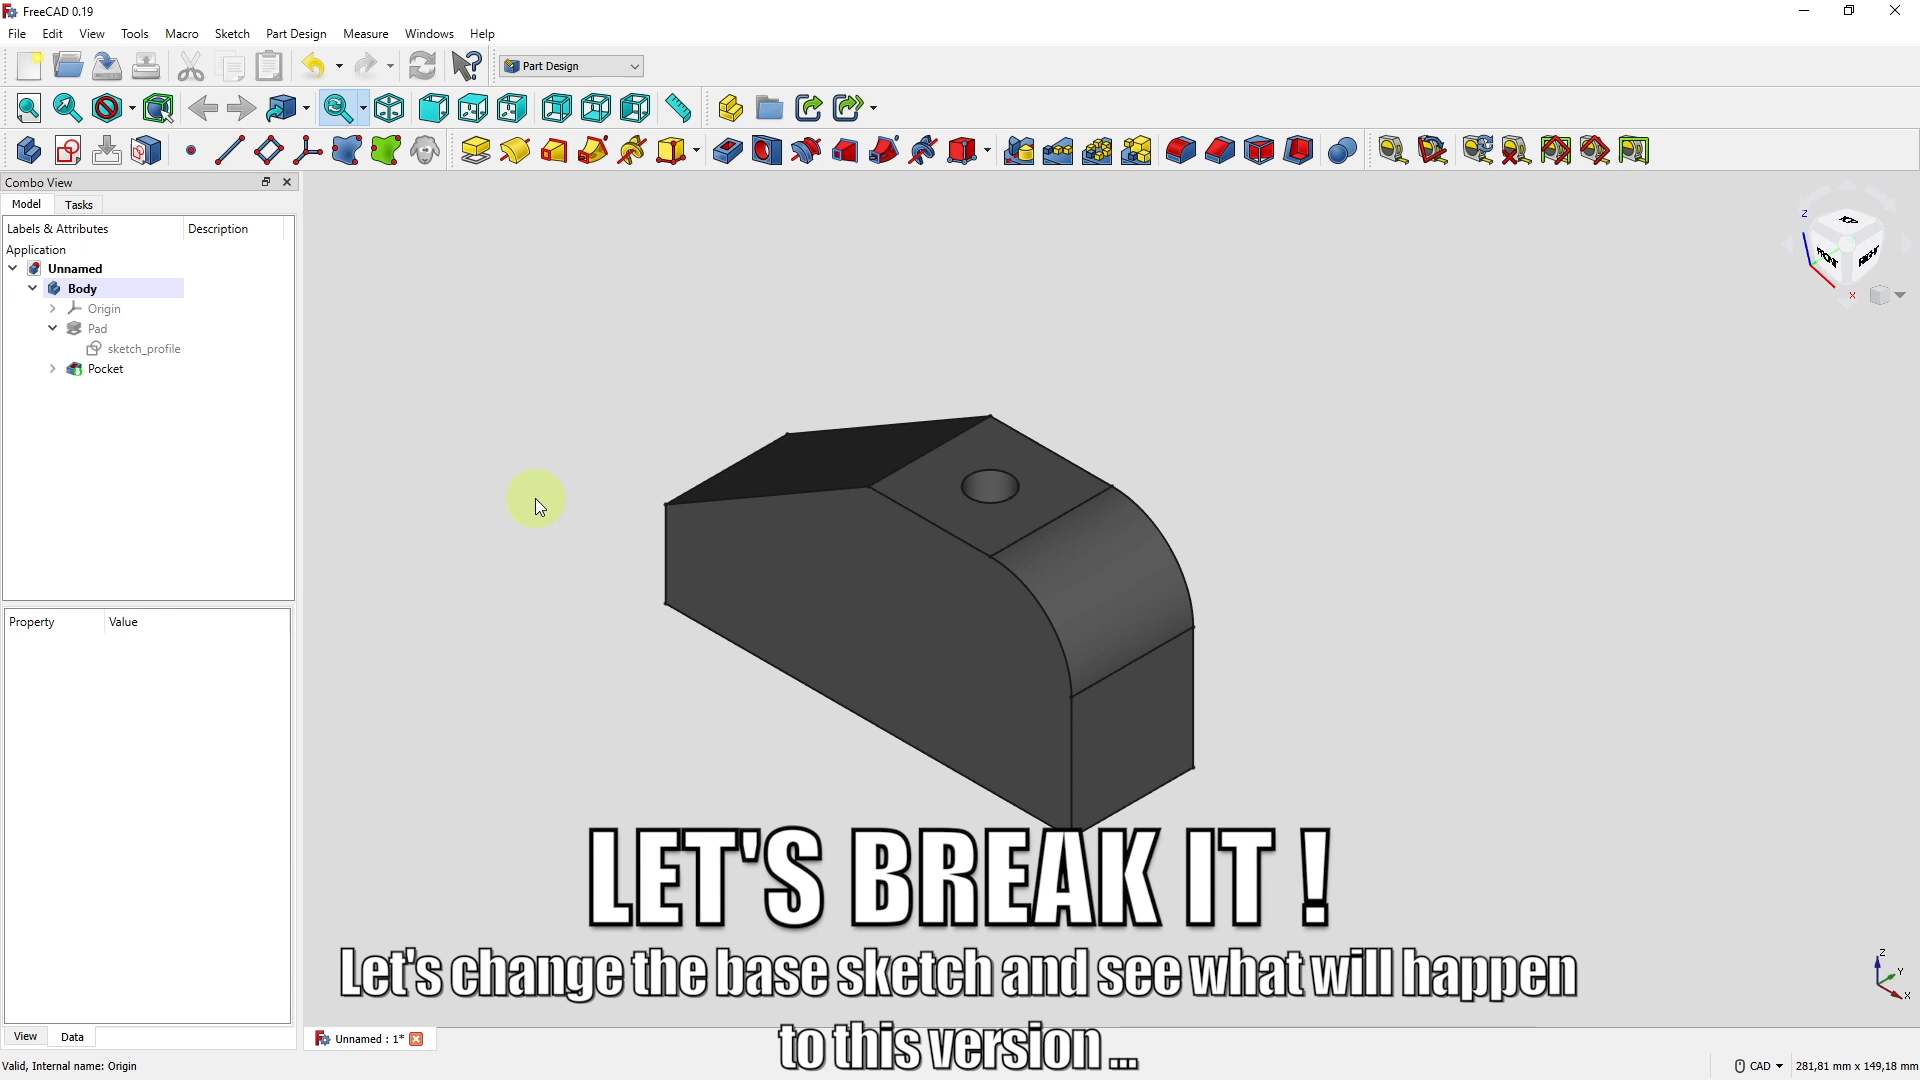 FreeCAD 0.19
File Edit View Tools Macro Sketch Part Design Measure Windows Help
Part Design
Combo View
Model Tasks
Labels & Attributes Description
Application
Unnamed
Body
Origin
Pad
sketch_profile
Pocket
Property Value
View Data
TOP
FRONT
RIGHT
Z
X
LET'S BREAK IT !
Let's change the base sketch and see what will happen
to this version ...
Z
Y
X
Unnamed : 1*
Valid, Internal name: Origin
CAD
281,81 mm x 149,18 mm